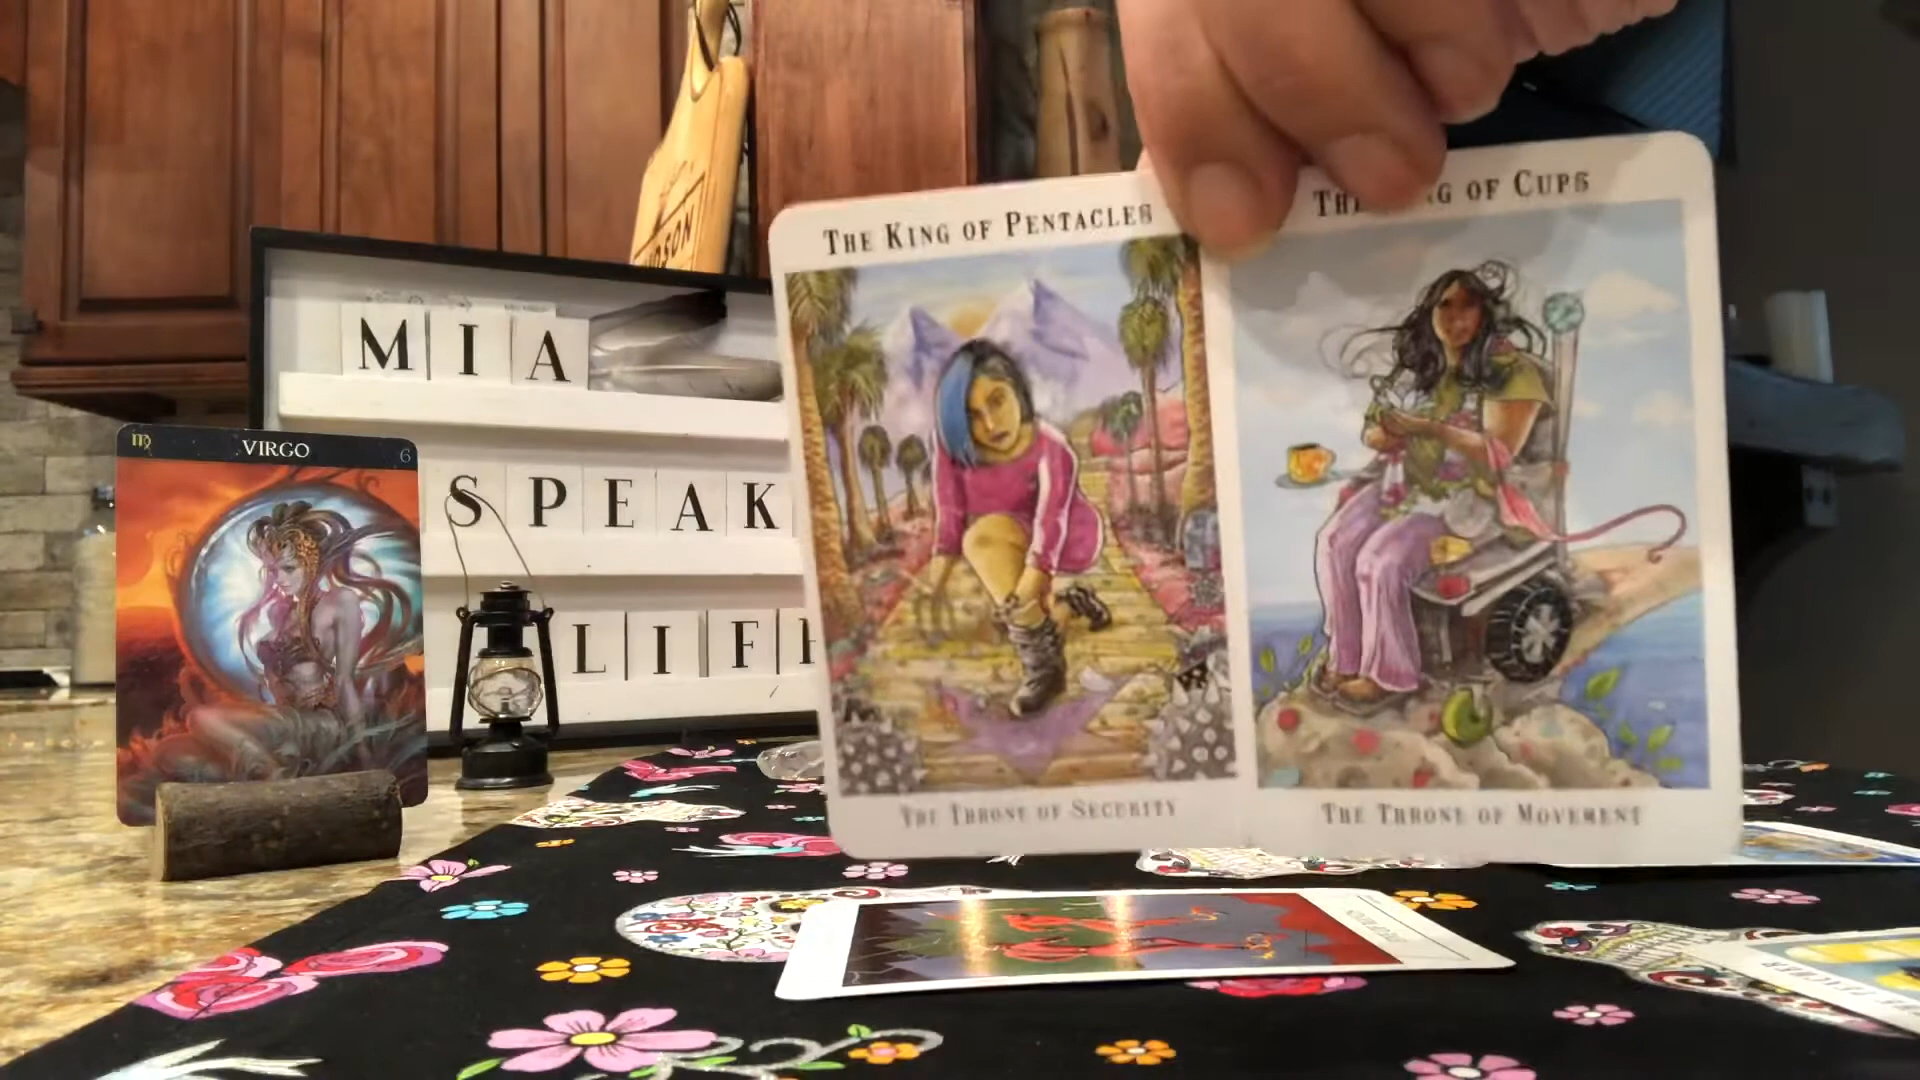 THE KING OF PENTACLES
KING OF CUPS
MIA
VIRGO 6
SPEAK
LIF
THE THRONE OF SECURITY
THE THRONE OF MOVEMENT